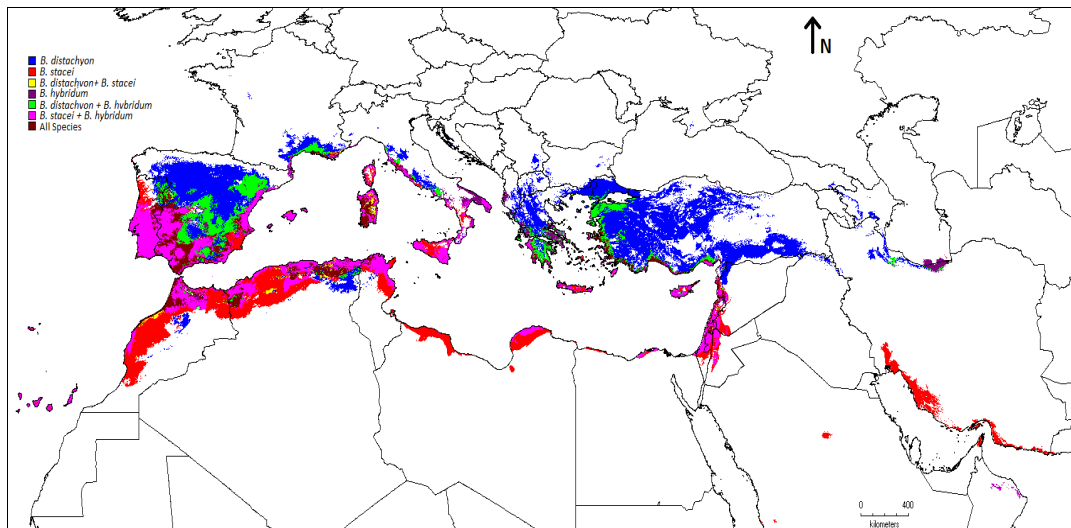 N
B. distachyon
B. stacei
B. distachyon+ B. stacei
B. hybridum
B. distachyon + B. hybridum
B. stacei + B. hybridum
All Species
0 400
kilometers